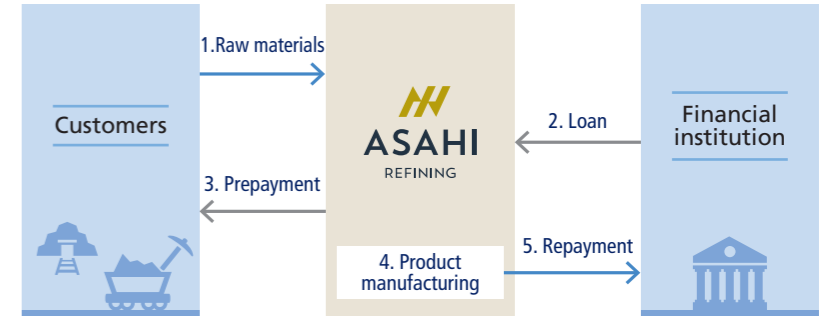 1.Raw materials
Customers
ASAHI
REFINING
2. Loan
Financial
institution
3. Prepayment
4. Product
manufacturing
5. Repayment